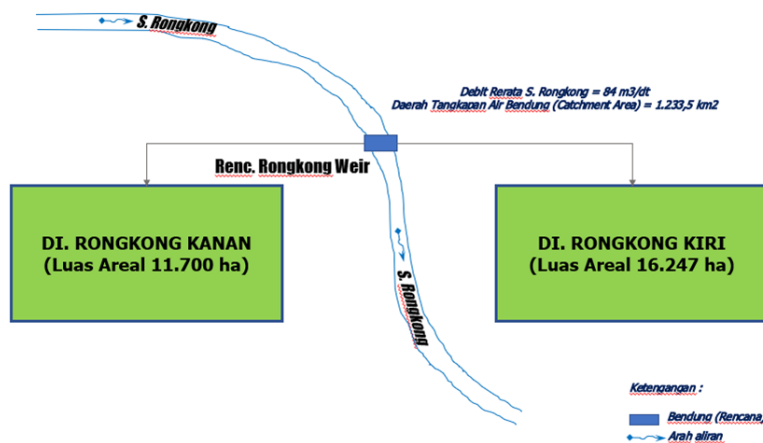 S. Rongkong
Debit Rerata S. Rongkong = 84 m3/dt
Daerah Tangkapan Air Bendung (Catchment Area) = 1.233,5 km2
Renc. Rongkong Weir
DI. RONGKONG KANAN
(Luas Areal 11.700 ha)
DI. RONGKONG KIRI
(Luas Areal 16.247 ha)
S. Rongkong
Ketengangan :
Bendung (Rencana)
Arah aliran